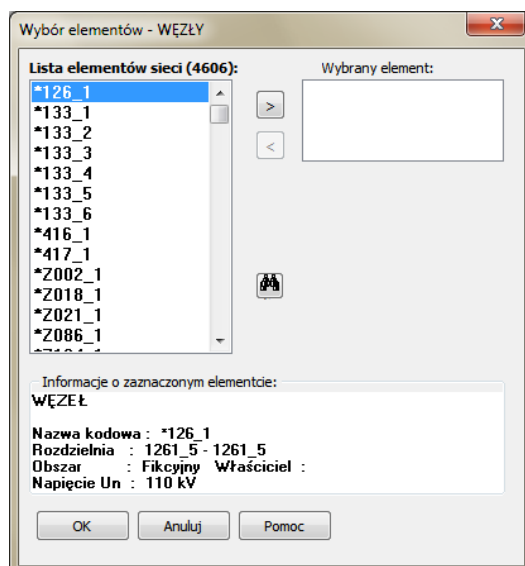 Wybór elementów - WĘZŁY
Lista elementów sieci (4606):
Wybrany element:
*126_1
*133_1
*133_2
*133_3
*133_4
*133_5
*133_6
*416_1
*417_1
*Z002_1
*Z018_1
*Z021_1
*Z086_1
>
<
Informacje o zaznaczonym elementcie:
WĘZEŁ
Nazwa kodowa : *126_1
Rozdzielnia : 1261_5 - 1261_5
Obszar : Fikcyjny Właściciel :
Napięcie Un : 110 kV
OK Anuluj Pomoc